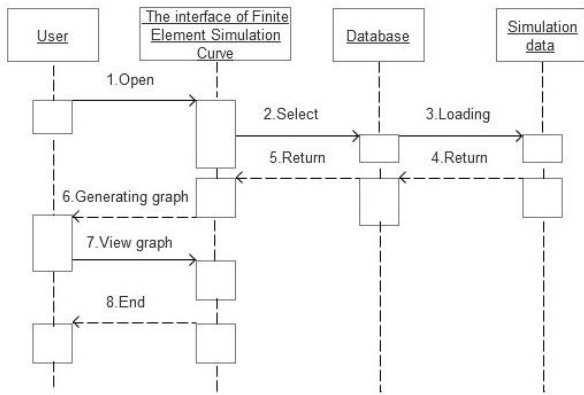 User
The interface of Finite
Element Simulation
Curve
Database
Simulation
data
1.Open
2.Select
3.Loading
5.Return
4.Return
6.Generating graph
7.View graph
8.End